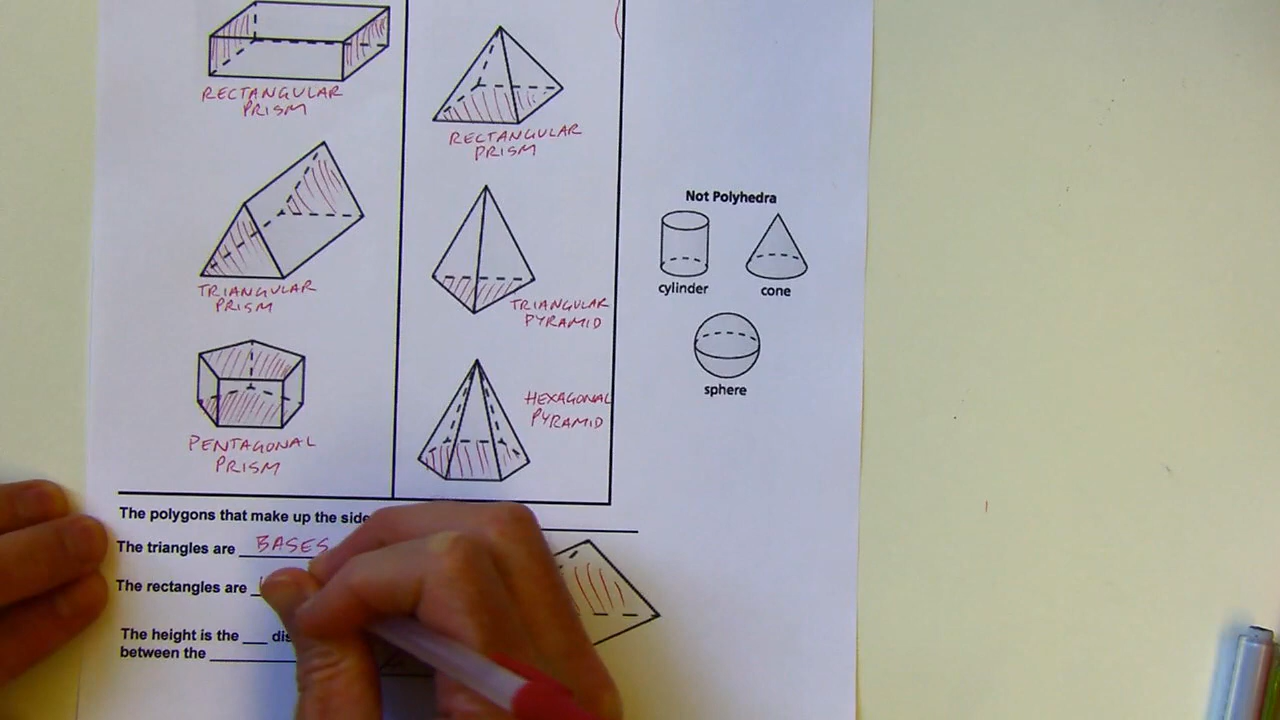 RECTANGULAR
PRISM
TRIANGULAR
PRISM
PENTAGONAL
PRISM
RECTANGULAR
PRISM
TRIANGULAR
PYRAMID
HEXAGONAL
PYRAMID
Not Polyhedra
cylinder
cone
sphere
The polygons that make up the side
The triangles are BASES
The rectangles are
The height is the ___
between the